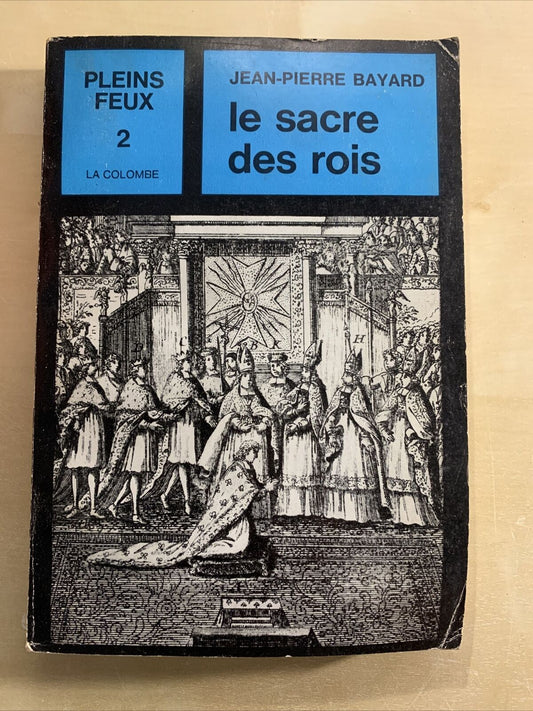 PLEINS
FEUX
2
LA COLOMBE
JEAN-PIERRE BAYARD
le sacre
des rois
H